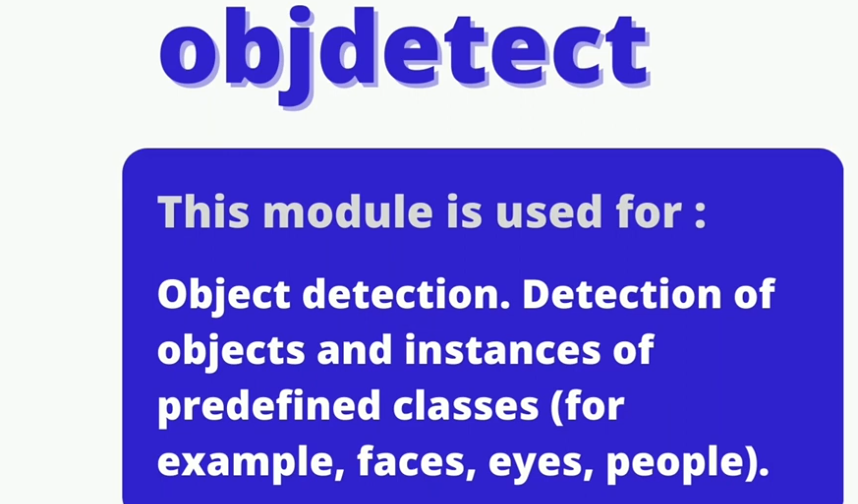 objdetect
This module is used for :
Object detection. Detection of
objects and instances of
predefined classes (for
example, faces, eyes, people).